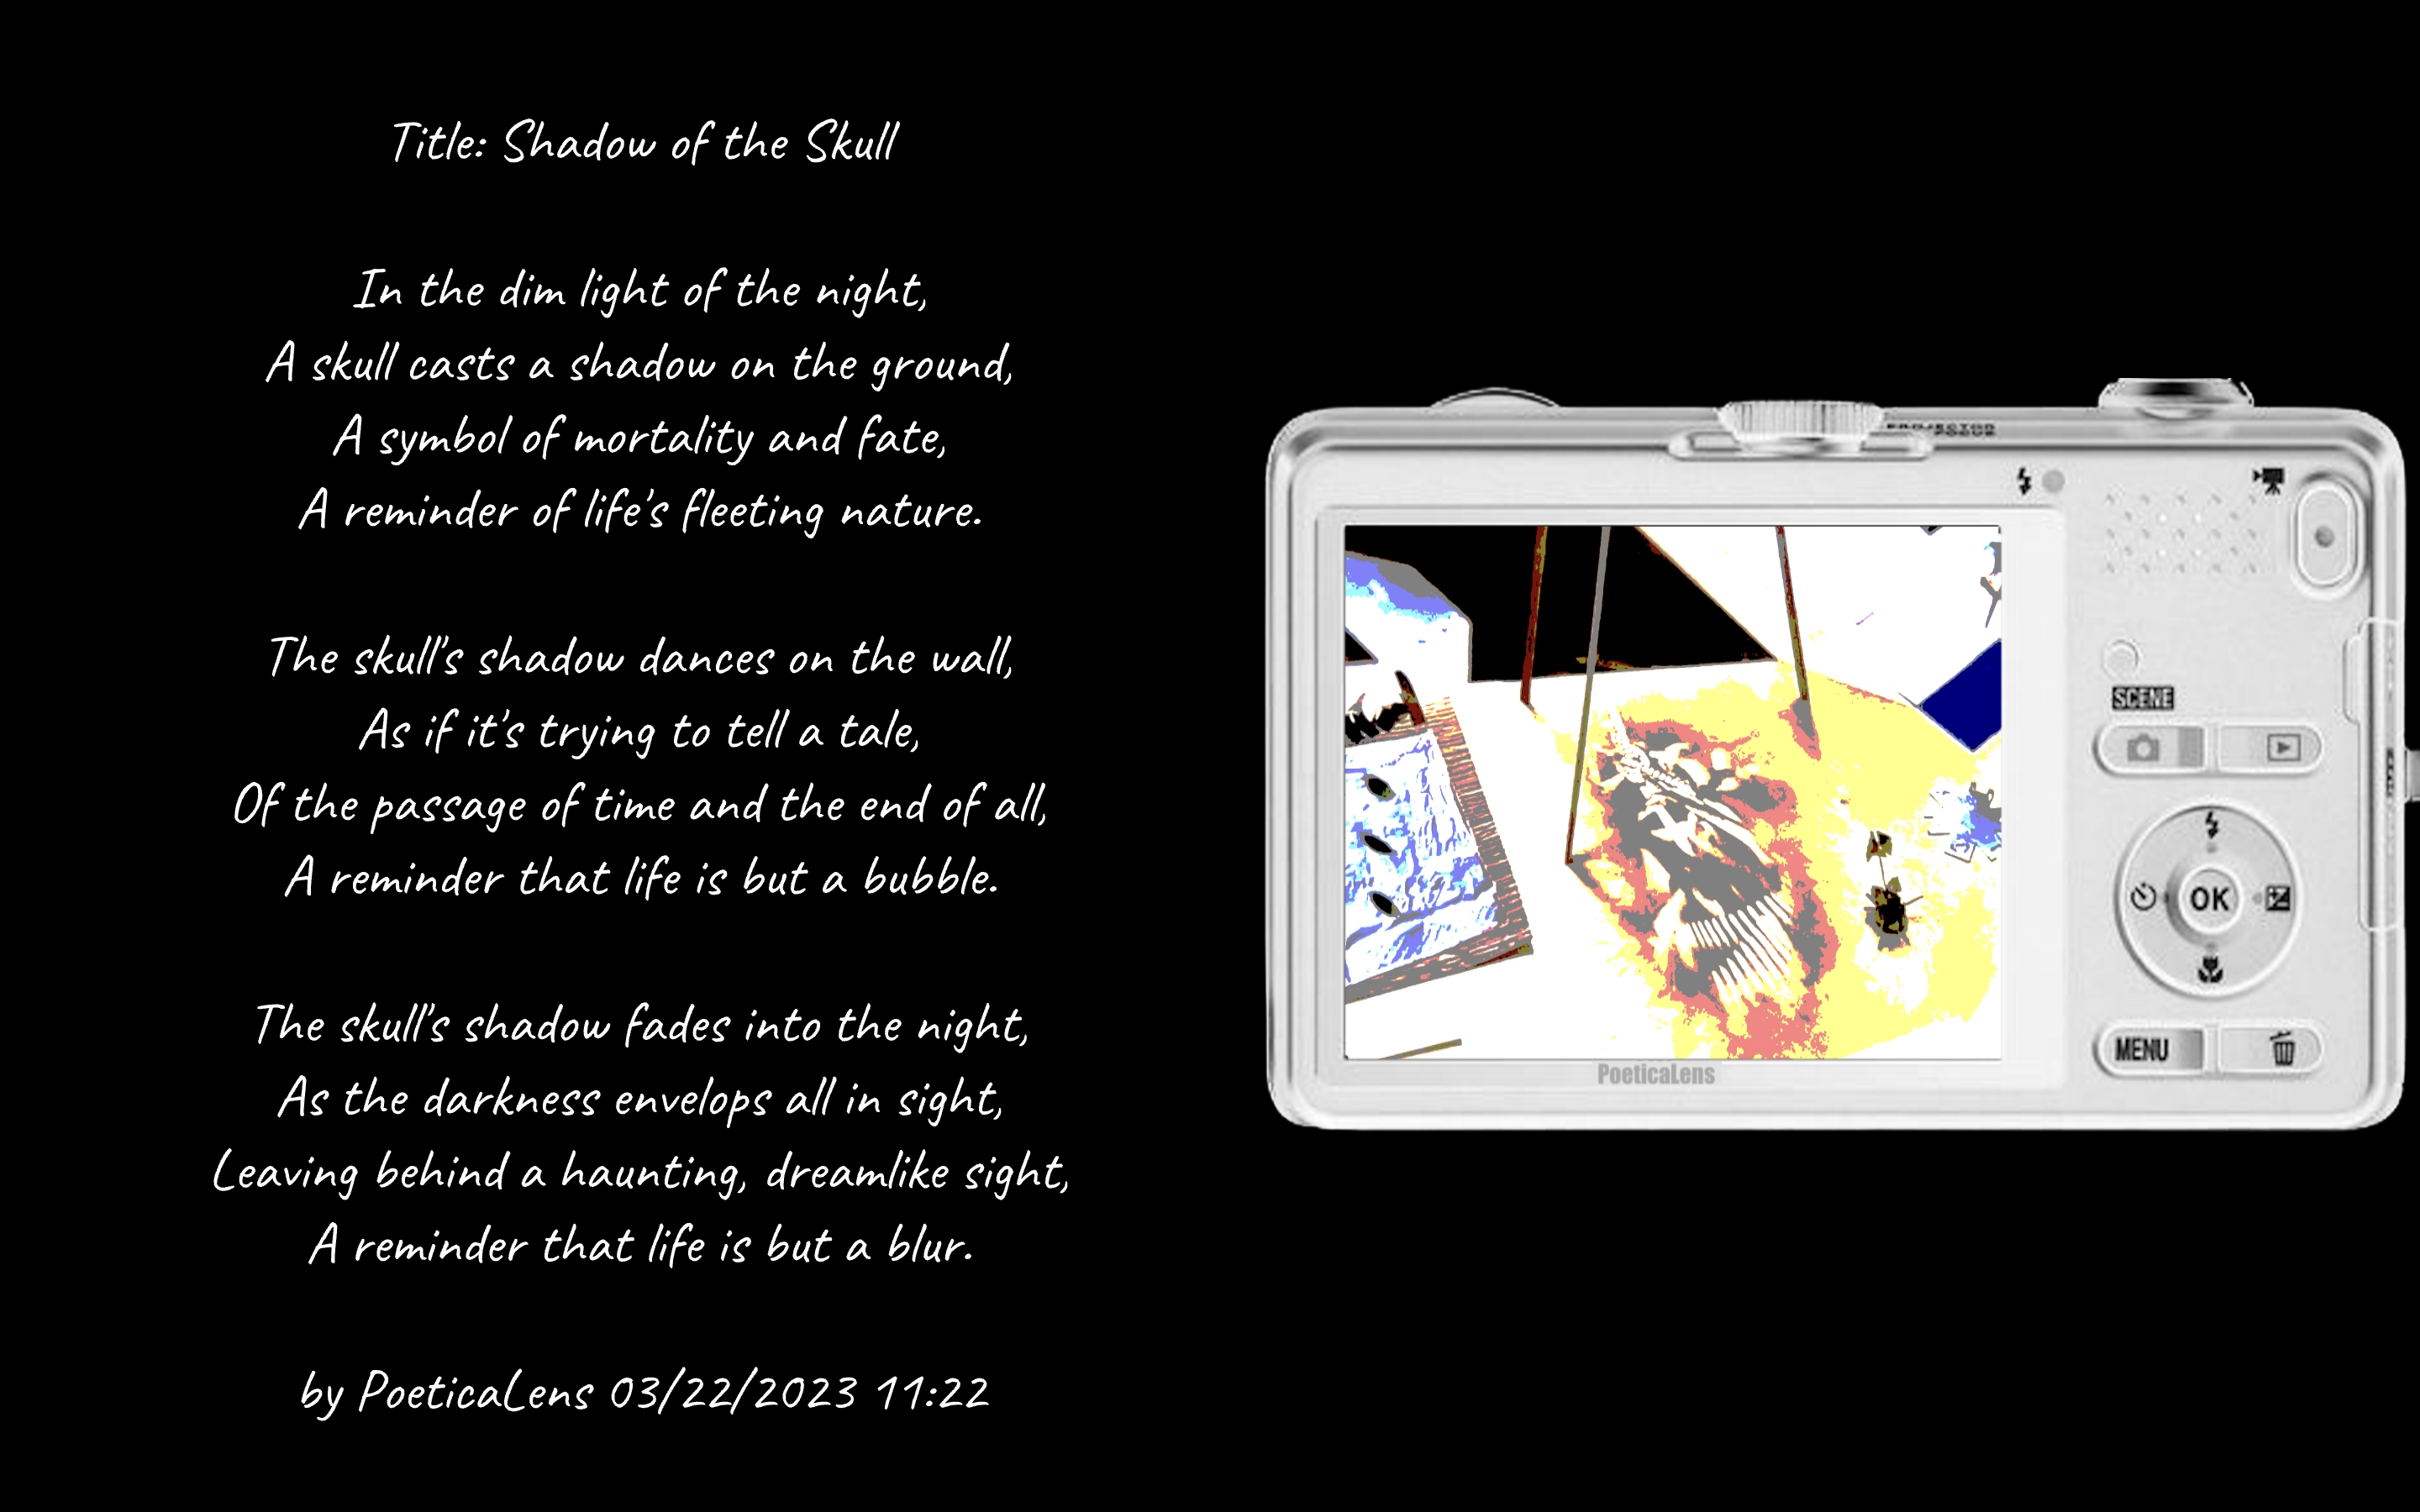 Title: Shadow of the Skull
In the dim light of the night,
A skull casts a shadow on the ground,
A symbol of mortality and fate,
A reminder of life's fleeting nature.
The skull's shadow dances on the wall,
As if it's trying to tell a tale,
Of the passage of time and the end of all,
A reminder that life is but a bubble.
The skull's shadow fades into the night,
As the darkness envelops all in sight,
Leaving behind a haunting, dreamlike sight,
A reminder that life is but a blur.
by PoeticaLens 03/22/2023 11:22
PROJECTOR
FOCUS
SCENE
OK
MENU
PoeticaLens